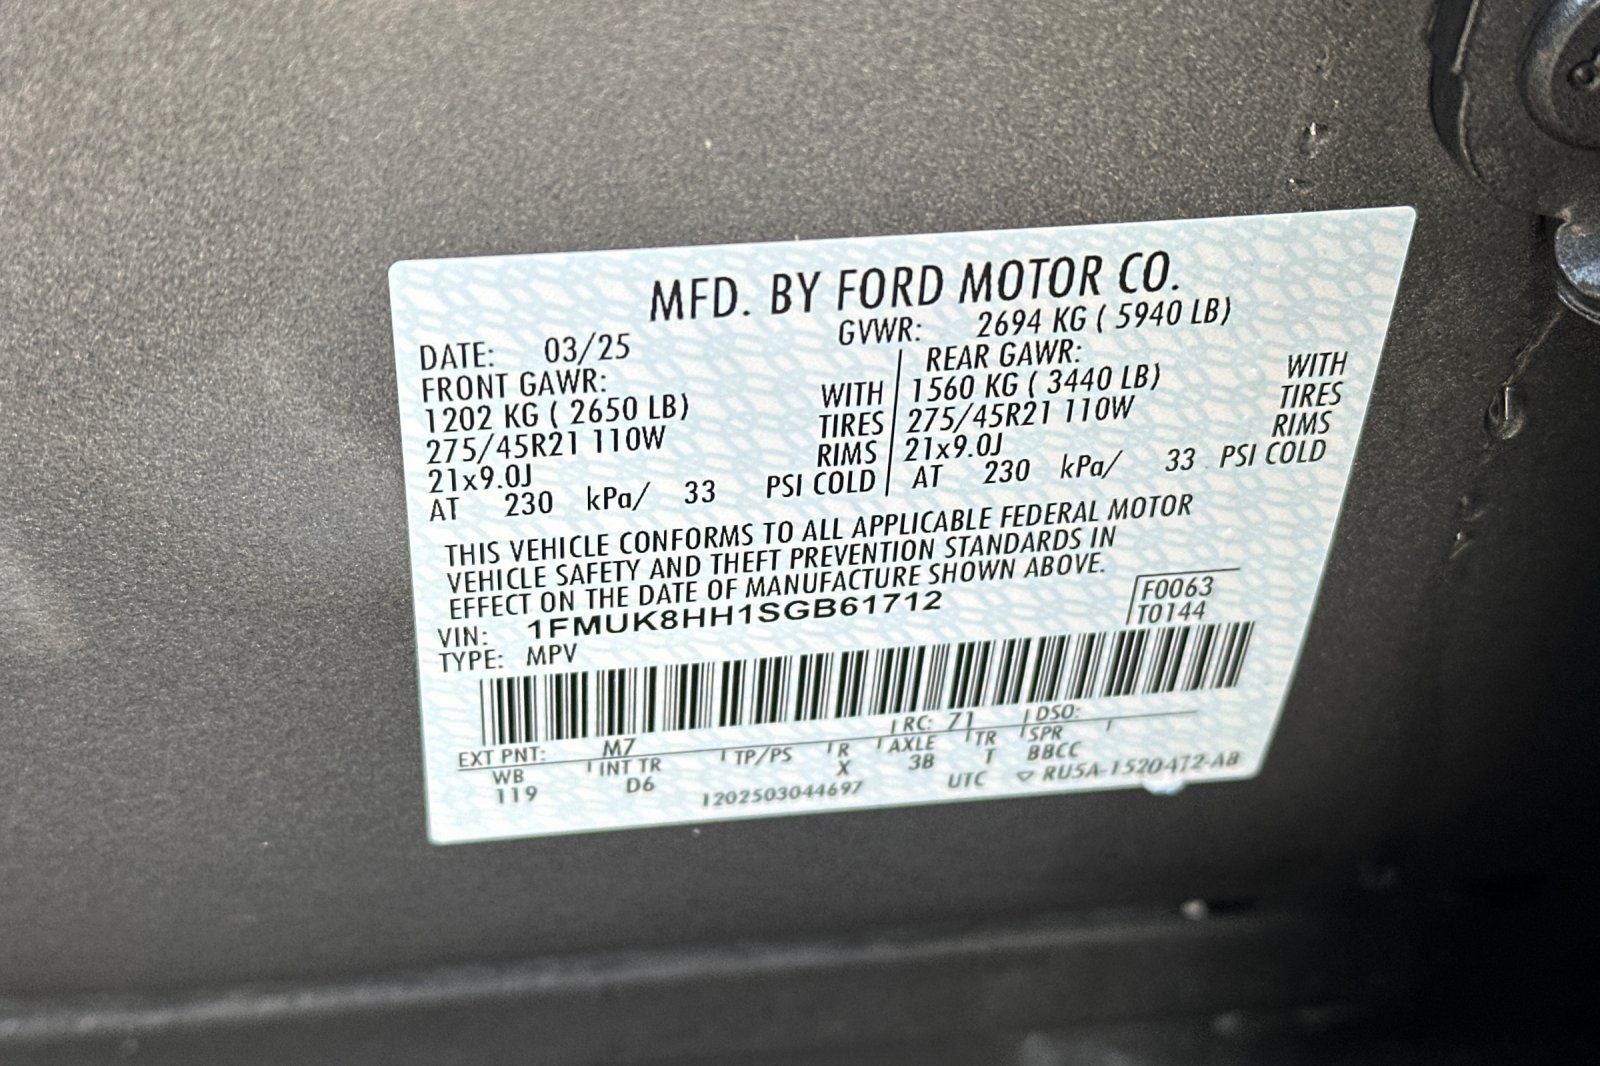 MFD. BY FORD MOTOR CO.
DATE: 03/25 GVWR: 2694 KG ( 5940 LB)
FRONT GAWR: REAR GAWR:
1202 KG ( 2650 LB) WITH 1560 KG ( 3440 LB) WITH
275/45R21 110W TIRES 275/45R21 110W TIRES
21x9.0J RIMS 21x9.0J RIMS
AT 230 kPa/ 33 PSI COLD AT 230 kPa/ 33 PSI COLD
THIS VEHICLE CONFORMS TO ALL APPLICABLE FEDERAL MOTOR
VEHICLE SAFETY AND THEFT PREVENTION STANDARDS IN
EFFECT ON THE DATE OF MANUFACTURE SHOWN ABOVE.
VIN: 1FMUK8HH1SGB61712 F0063
TYPE: MPV T0144
EXT PNT: M7 RC: 71 DSO:
WB INT TR TP/PS R AXLE TR SPR
119 D6 X 3B T BBCC
1202503044697 UTC ▽ RU5A-1520472-AB